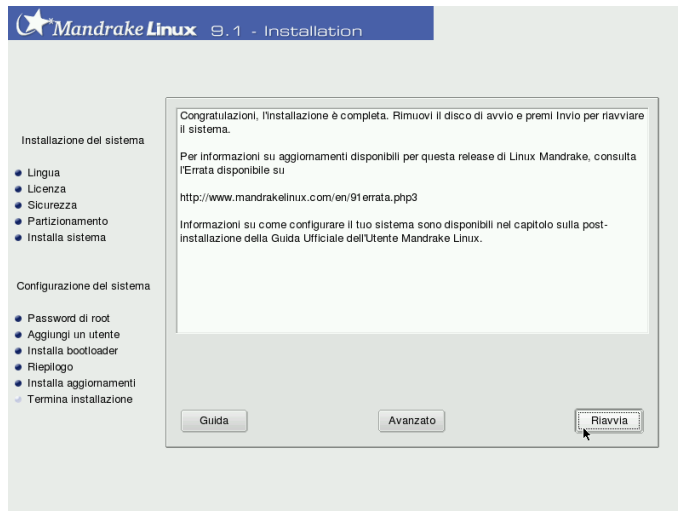 Mandrake Linux 9.1 - Installation
Installazione del sistema
Lingua
Licenza
Sicurezza
Partizionamento
Installa sistema
Configurazione del sistema
Password di root
Aggiungi un utente
Installa bootloader
Riepilogo
Installa aggiornamenti
Termina installazione
Congratulazioni, l'installazione è completa. Rimuovi il disco di avvio e premi Invio per riavviare
il sistema.
Per informazioni su aggiornamenti disponibili per questa release di Linux Mandrake, consulta
l'Errata disponibile su
http://www.mandrakelinux.com/en/91errata.php3
Informazioni su come configurare il tuo sistema sono disponibili nel capitolo sulla post-
installazione della Guida Ufficiale dell'Utente Mandrake Linux.
Guida
Avanzato
Riavvia